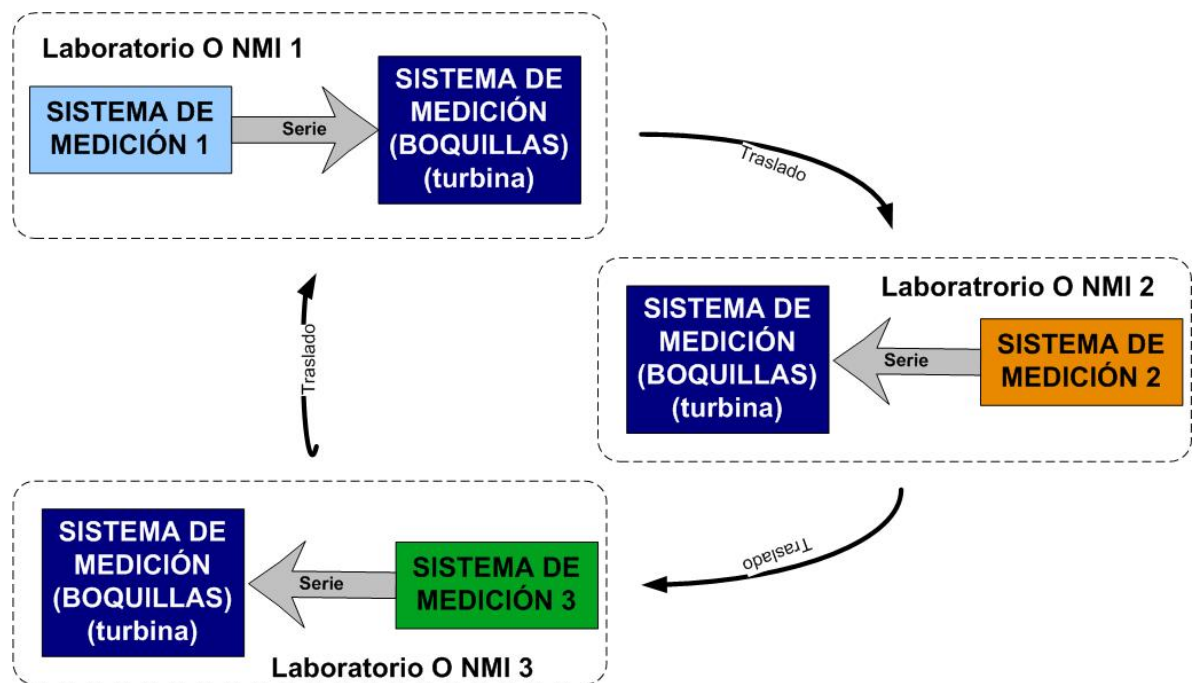 Laboratorio O NMI 1
SISTEMA DE
MEDICIÓN 1
Serie
SISTEMA DE
MEDICIÓN
(BOQUILLAS)
(turbina)
Traslado
Laboratrorio O NMI 2
SISTEMA DE
MEDICIÓN
(BOQUILLAS)
(turbina)
Serie
SISTEMA DE
MEDICIÓN 2
Traslado
Traslado
SISTEMA DE
MEDICIÓN
(BOQUILLAS)
(turbina)
Serie
SISTEMA DE
MEDICIÓN 3
Laboratorio O NMI 3